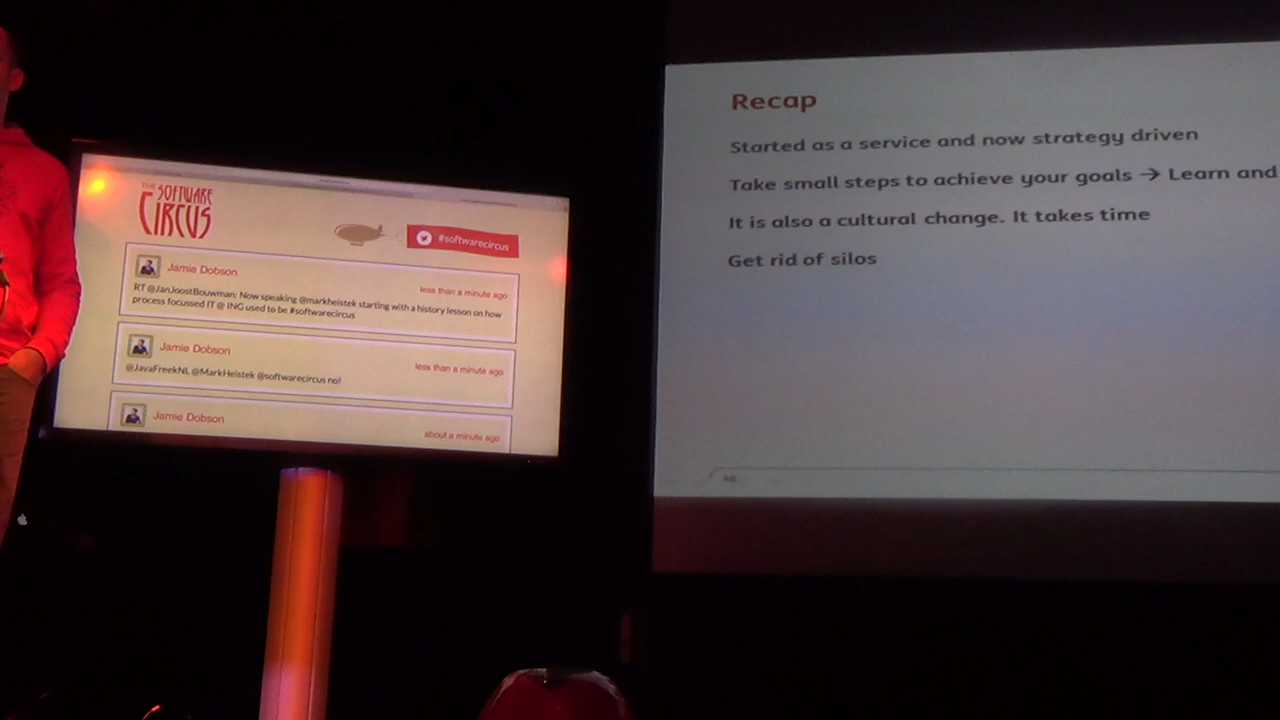 THE SOFTWARE
CIRCUS
#softwarecircus
Jamie Dobson
less than a minute ago
RT @JanJoostBouwman: Now speaking @markheistek starting with a history lesson on how
process focussed IT @ ING used to be #softwarecircus
Jamie Dobson
less than a minute ago
@JavaFreekNL @MarkHeistek @softwarecircus no!
Jamie Dobson
about a minute ago
Recap
Started as a service and now strategy driven
Take small steps to achieve your goals → Learn and
It is also a cultural change. It takes time
Get rid of silos